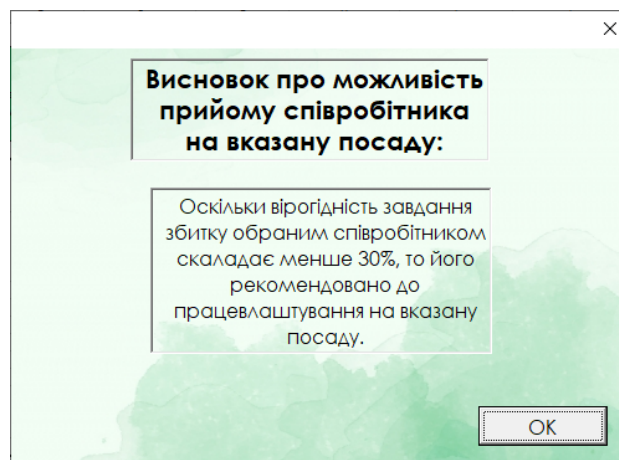 Висновок про можливість
прийому співробітника
на вказану посаду:
Оскільки вірогідність завдання
збитку обраним співробітником
скаладає менше 30%, то його
рекомендовано до
працевлаштування на вказану
посаду.
OK